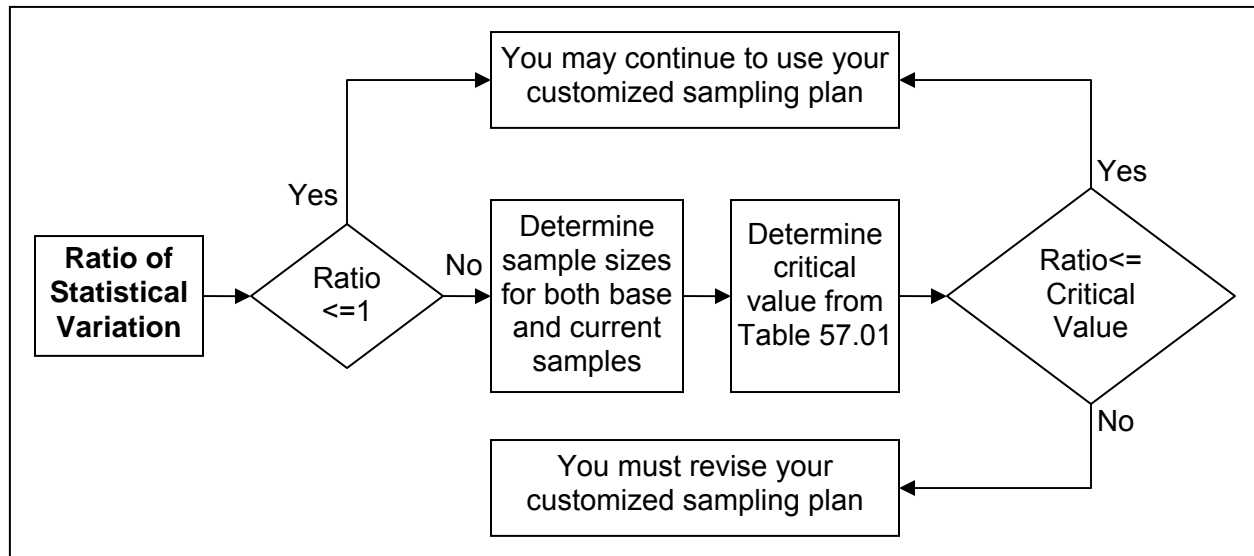 You may continue to use your
customized sampling plan
Yes
Yes
Ratio of
Statistical
Variation
Ratio
<=1
No
Determine
sample sizes
for both base
and current
samples
Determine
critical
value from
Table 57.01
Ratio<=
Critical
Value
No
You must revise your
customized sampling plan